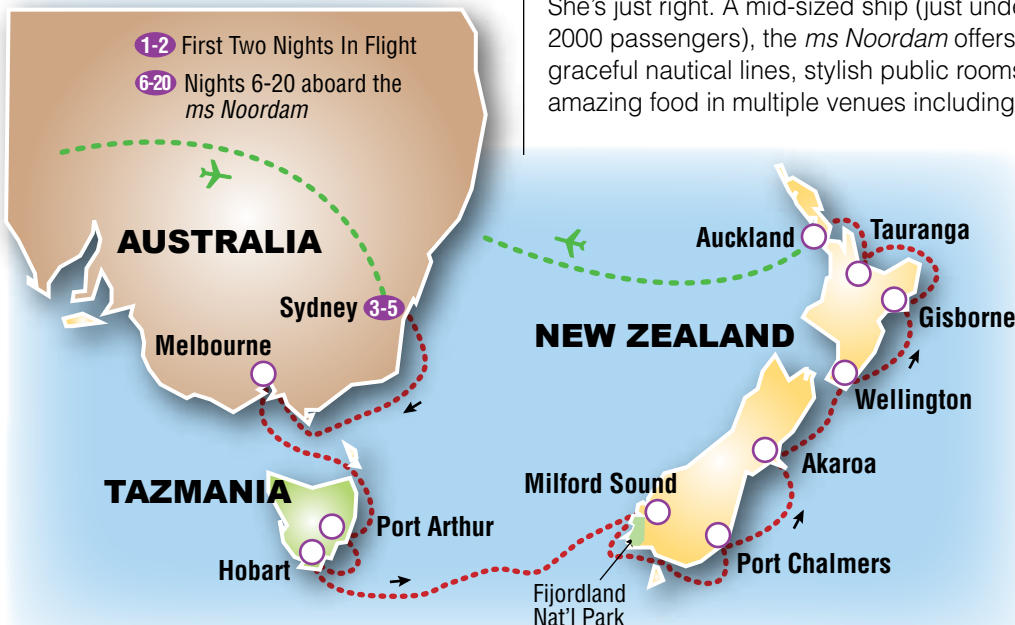 She's just right. A mid-sized ship (just unde
2000 passengers), the ms Noordam offers
graceful nautical lines, stylish public rooms
amazing food in multiple venues including
1-2 First Two Nights In Flight
6-20 Nights 6-20 aboard the
ms Noordam
AUSTRALIA
Sydney 3-5
Melbourne
TAZMANIA
Port Arthur
Hobart
Auckland
Tauranga
Gisborne
NEW ZEALAND
Wellington
Akaroa
Milford Sound
Port Chalmers
Fijordland
Nat'l Park